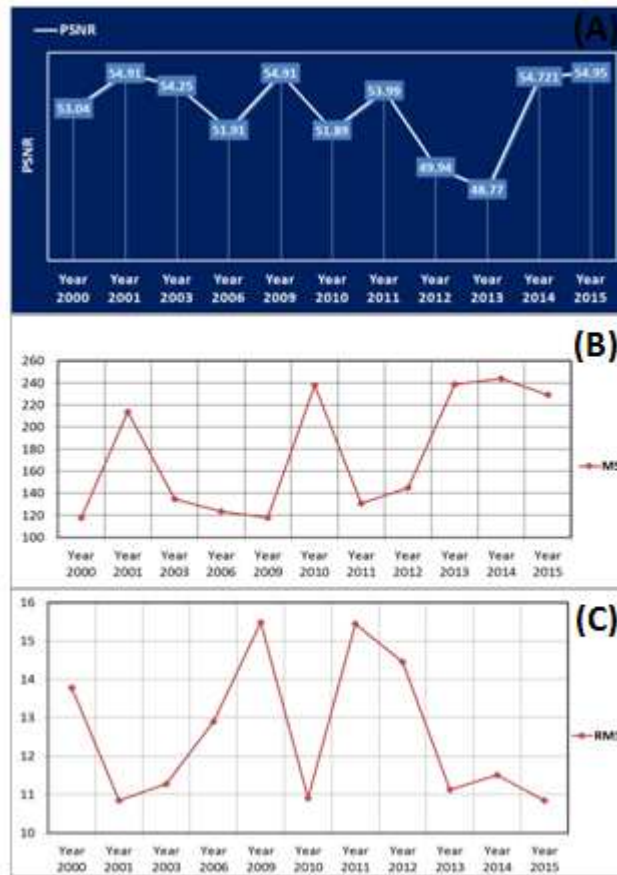 (A)
PSNR
53.04 54.91 54.25 51.91 54.91 51.89 53.99 49.94 48.77 54.721 54.95
PSNR
Year Year Year Year Year Year Year Year Year Year Year
2000 2001 2003 2006 2009 2010 2011 2012 2013 2014 2015
(B)
260
240
220
200
180
160
140
120
100
MS
Year Year Year Year Year Year Year Year Year Year Year
2000 2001 2003 2006 2009 2010 2011 2012 2013 2014 2015
(C)
16
15
14
13
12
11
10
RMS
Year Year Year Year Year Year Year Year Year Year Year
2000 2001 2003 2006 2009 2010 2011 2012 2013 2014 2015